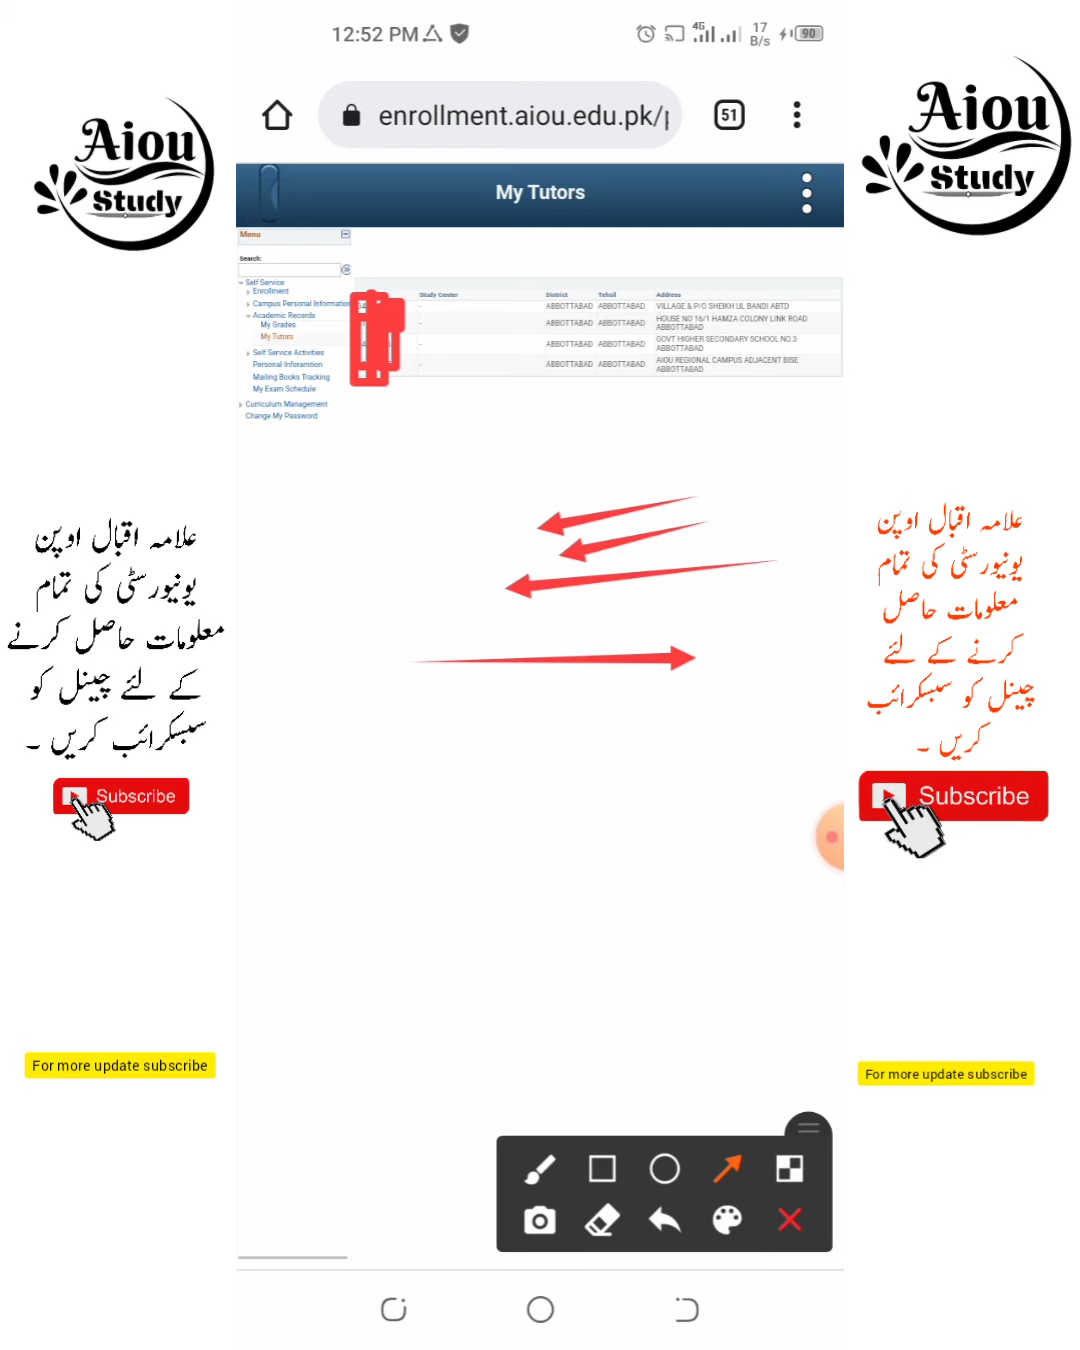 12:52 PM
4G
17
B/s
90
enrollment.aiou.edu.pk/
51
My Tutors
Menu
Search:
Self Service
Enrollment
Campus Personal Information
Academic Records
My Grades
My Tutors
Self Service Activities
Personal Inforamtion
Mailing Books Tracking
My Exam Schedule
Curriculum Management
Change My Password
Study Center District Tehsil Address
- ABBOTTABAD ABBOTTABAD VILLAGE & P/O SHEIKH UL BANDI ABTD
- ABBOTTABAD ABBOTTABAD HOUSE NO 16/1 HAMZA COLONY LINK ROAD
ABBOTTABAD
- ABBOTTABAD ABBOTTABAD GOVT HIGHER SECONDARY SCHOOL NO.3
ABBOTTABAD
- ABBOTTABAD ABBOTTABAD AIOU REGIONAL CAMPUS ADJACENT BISE
ABBOTTABAD
Aiou
Study
علامہ اقبال اوپن
یونیورسٹی کی تمام
معلومات حاصل کرنے
کے لئے چینل کو
سبسکرائب کریں ۔
Subscribe
For more update subscribe
Aiou
Study
علامہ اقبال اوپن
یونیورسٹی کی تمام
معلومات حاصل
کرنے کے لئے
چینل کو سبسکرائب
کریں ۔
Subscribe
For more update subscribe